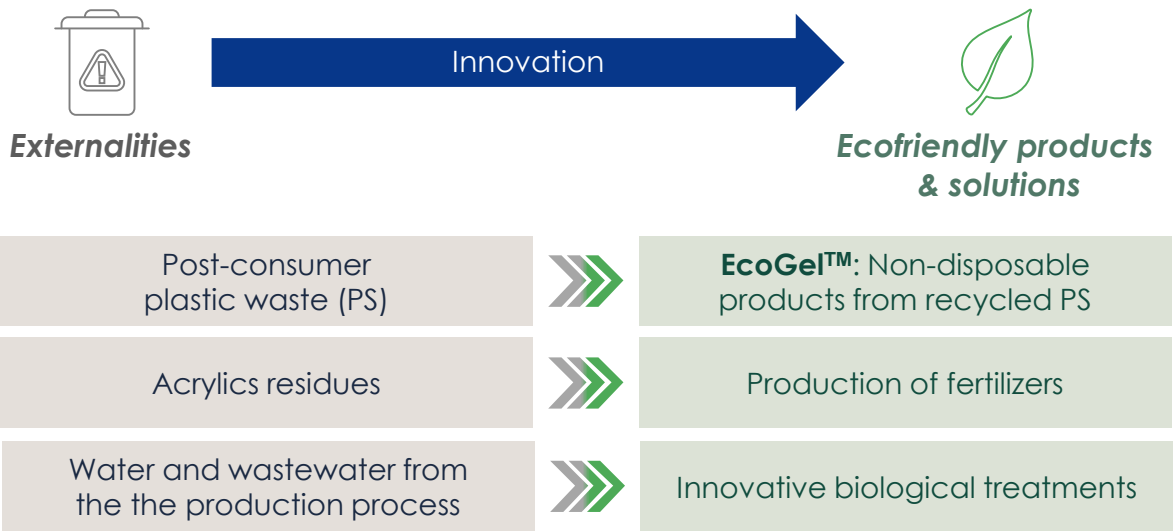 Innovation
Externalities
Ecofriendly products
& solutions
Post-consumer
plastic waste (PS)
EcoGel™: Non-disposable
products from recycled PS
Acrylics residues
Production of fertilizers
Water and wastewater from
the the production process
Innovative biological treatments